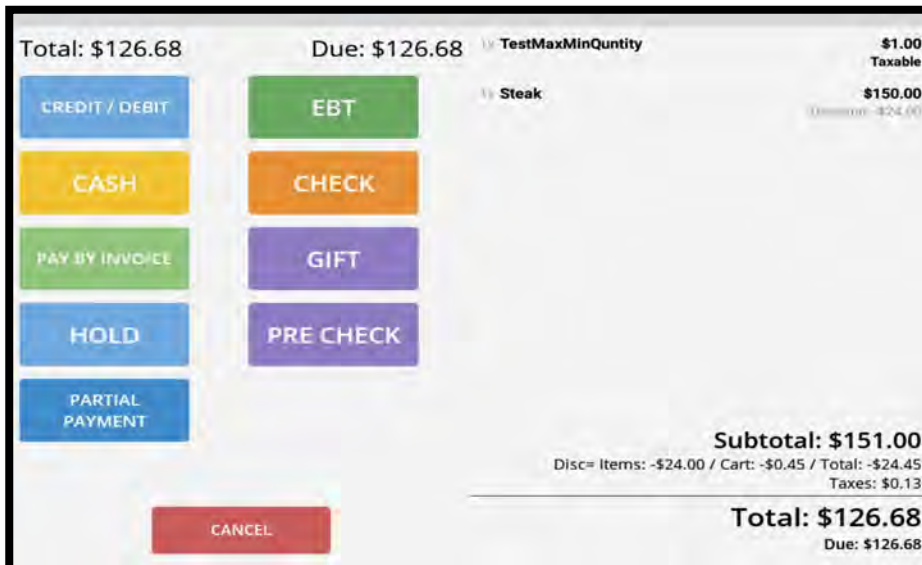 Total: $126.68
Due: $126.68
CREDIT / DEBIT
EBT
CASH
CHECK
PAY BY INVOICE
GIFT
HOLD
PRE CHECK
PARTIAL
PAYMENT
CANCEL
TestMaxMinQuntity $1.00
Taxable
Steak $150.00
-$24.00
Subtotal: $151.00
Disc= Items: -$24.00 / Cart: -$0.45 / Total: -$24.45
Taxes: $0.13
Total: $126.68
Due: $126.68